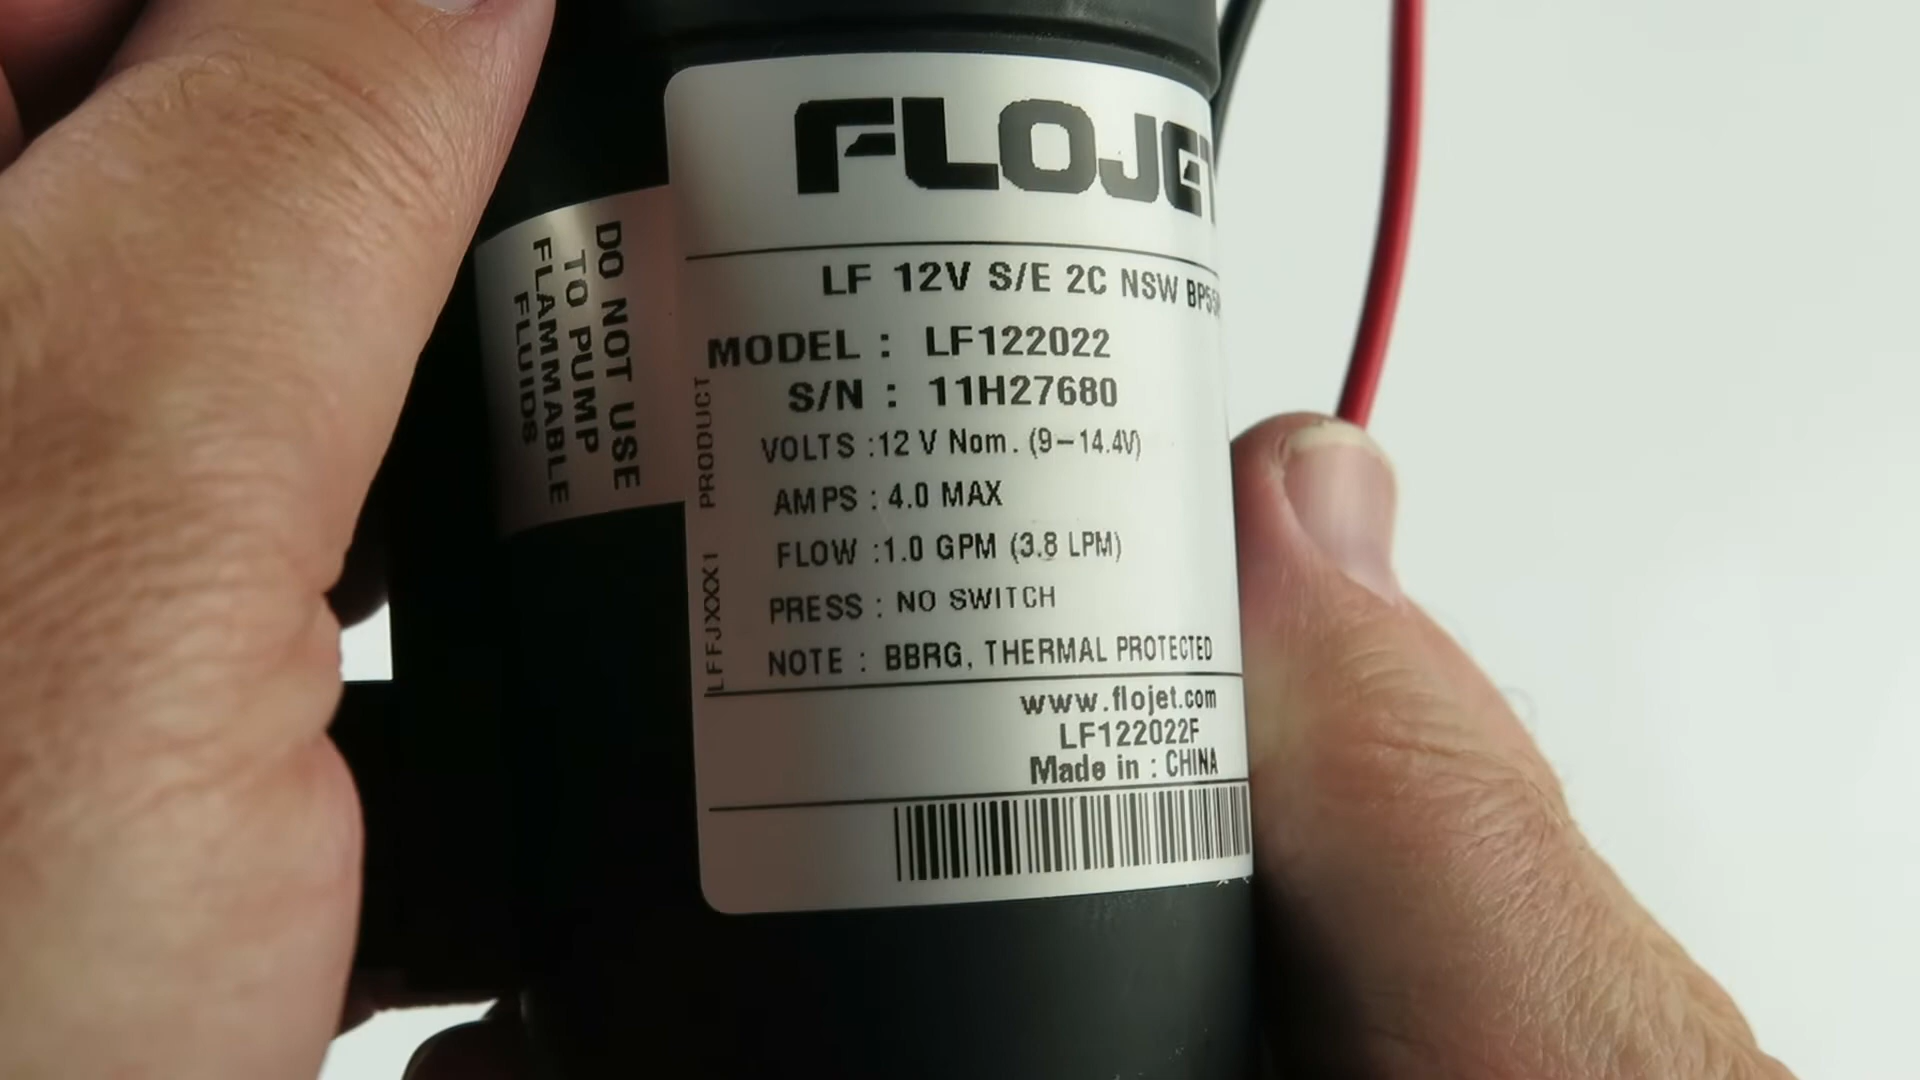 FLOJET
LF 12V S/E 2C NSW
MODEL : LF122022
S/N : 11H27680
VOLTS :12 V Nom. (9-14.4V)
AMPS : 4.0 MAX
FLOW :1.0 GPM (3.8 LPM)
PRESS : NO SWITCH
NOTE : BBRG, THERMAL PROTECTED
www.flojet.com
LF122022F
Made in : CHINA
LFFJXXX1 PRODUCT
DO NOT USE
TO PUMP
FLAMMABLE
FLUIDS